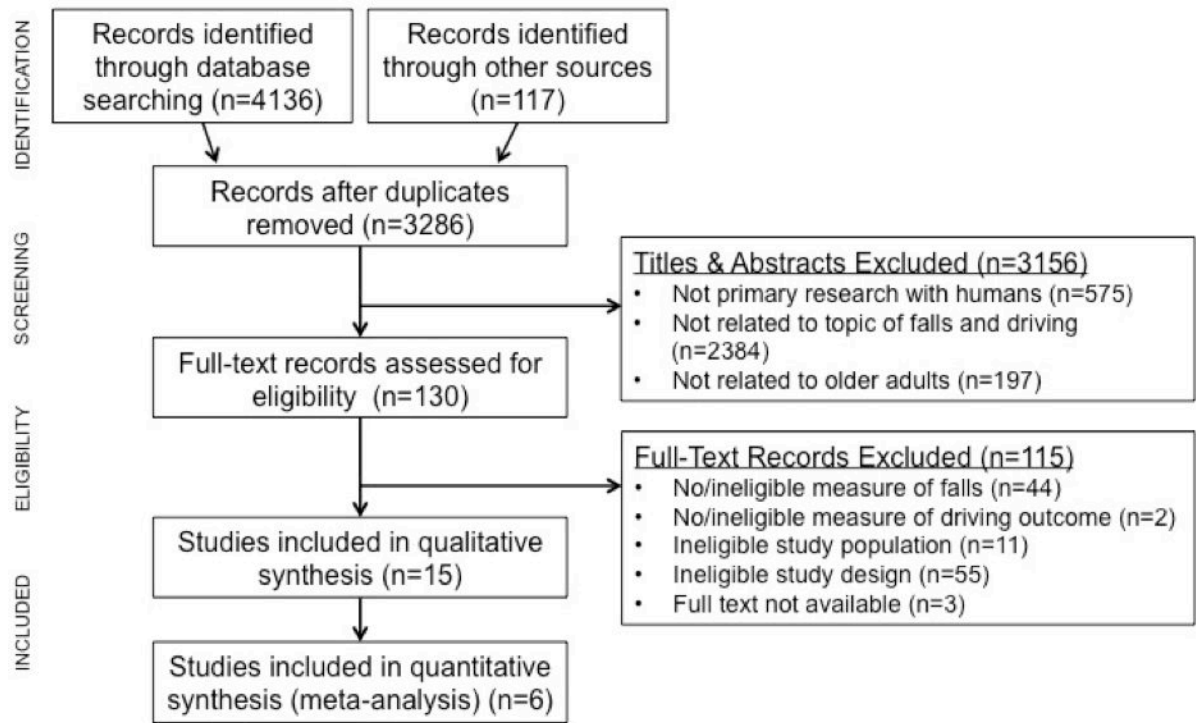 IDENTIFICATION
Records identified
through database
searching (n=4136)
Records identified
through other sources
(n=117)
Records after duplicates
removed (n=3286)
SCREENING
Titles & Abstracts Excluded (n=3156)
• Not primary research with humans (n=575)
• Not related to topic of falls and driving
(n=2384)
• Not related to older adults (n=197)
Full-text records assessed for
eligibility (n=130)
ELIGIBILITY
Full-Text Records Excluded (n=115)
• No/ineligible measure of falls (n=44)
• No/ineligible measure of driving outcome (n=2)
• Ineligible study population (n=11)
• Ineligible study design (n=55)
• Full text not available (n=3)
Studies included in qualitative
synthesis (n=15)
INCLUDED
Studies included in quantitative
synthesis (meta-analysis) (n=6)